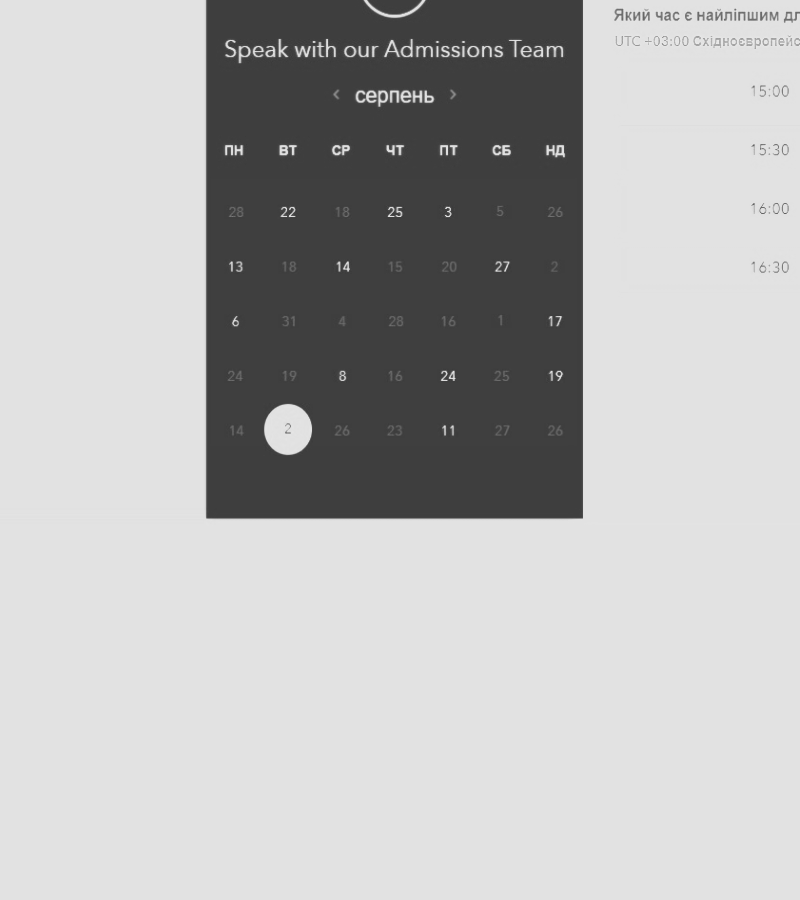 Speak with our Admissions Team
серпень
ПН ВТ СР ЧТ ПТ СБ НД
28 22 18 25 3 5 26
13 18 14 15 20 27 2
6 31 4 28 16 1 17
24 19 8 16 24 25 19
14 2 26 23 11 27 26
Який час є найліпшим дл
UTC +03:00 Східноєвропейс
15:00
15:30
16:00
16:30